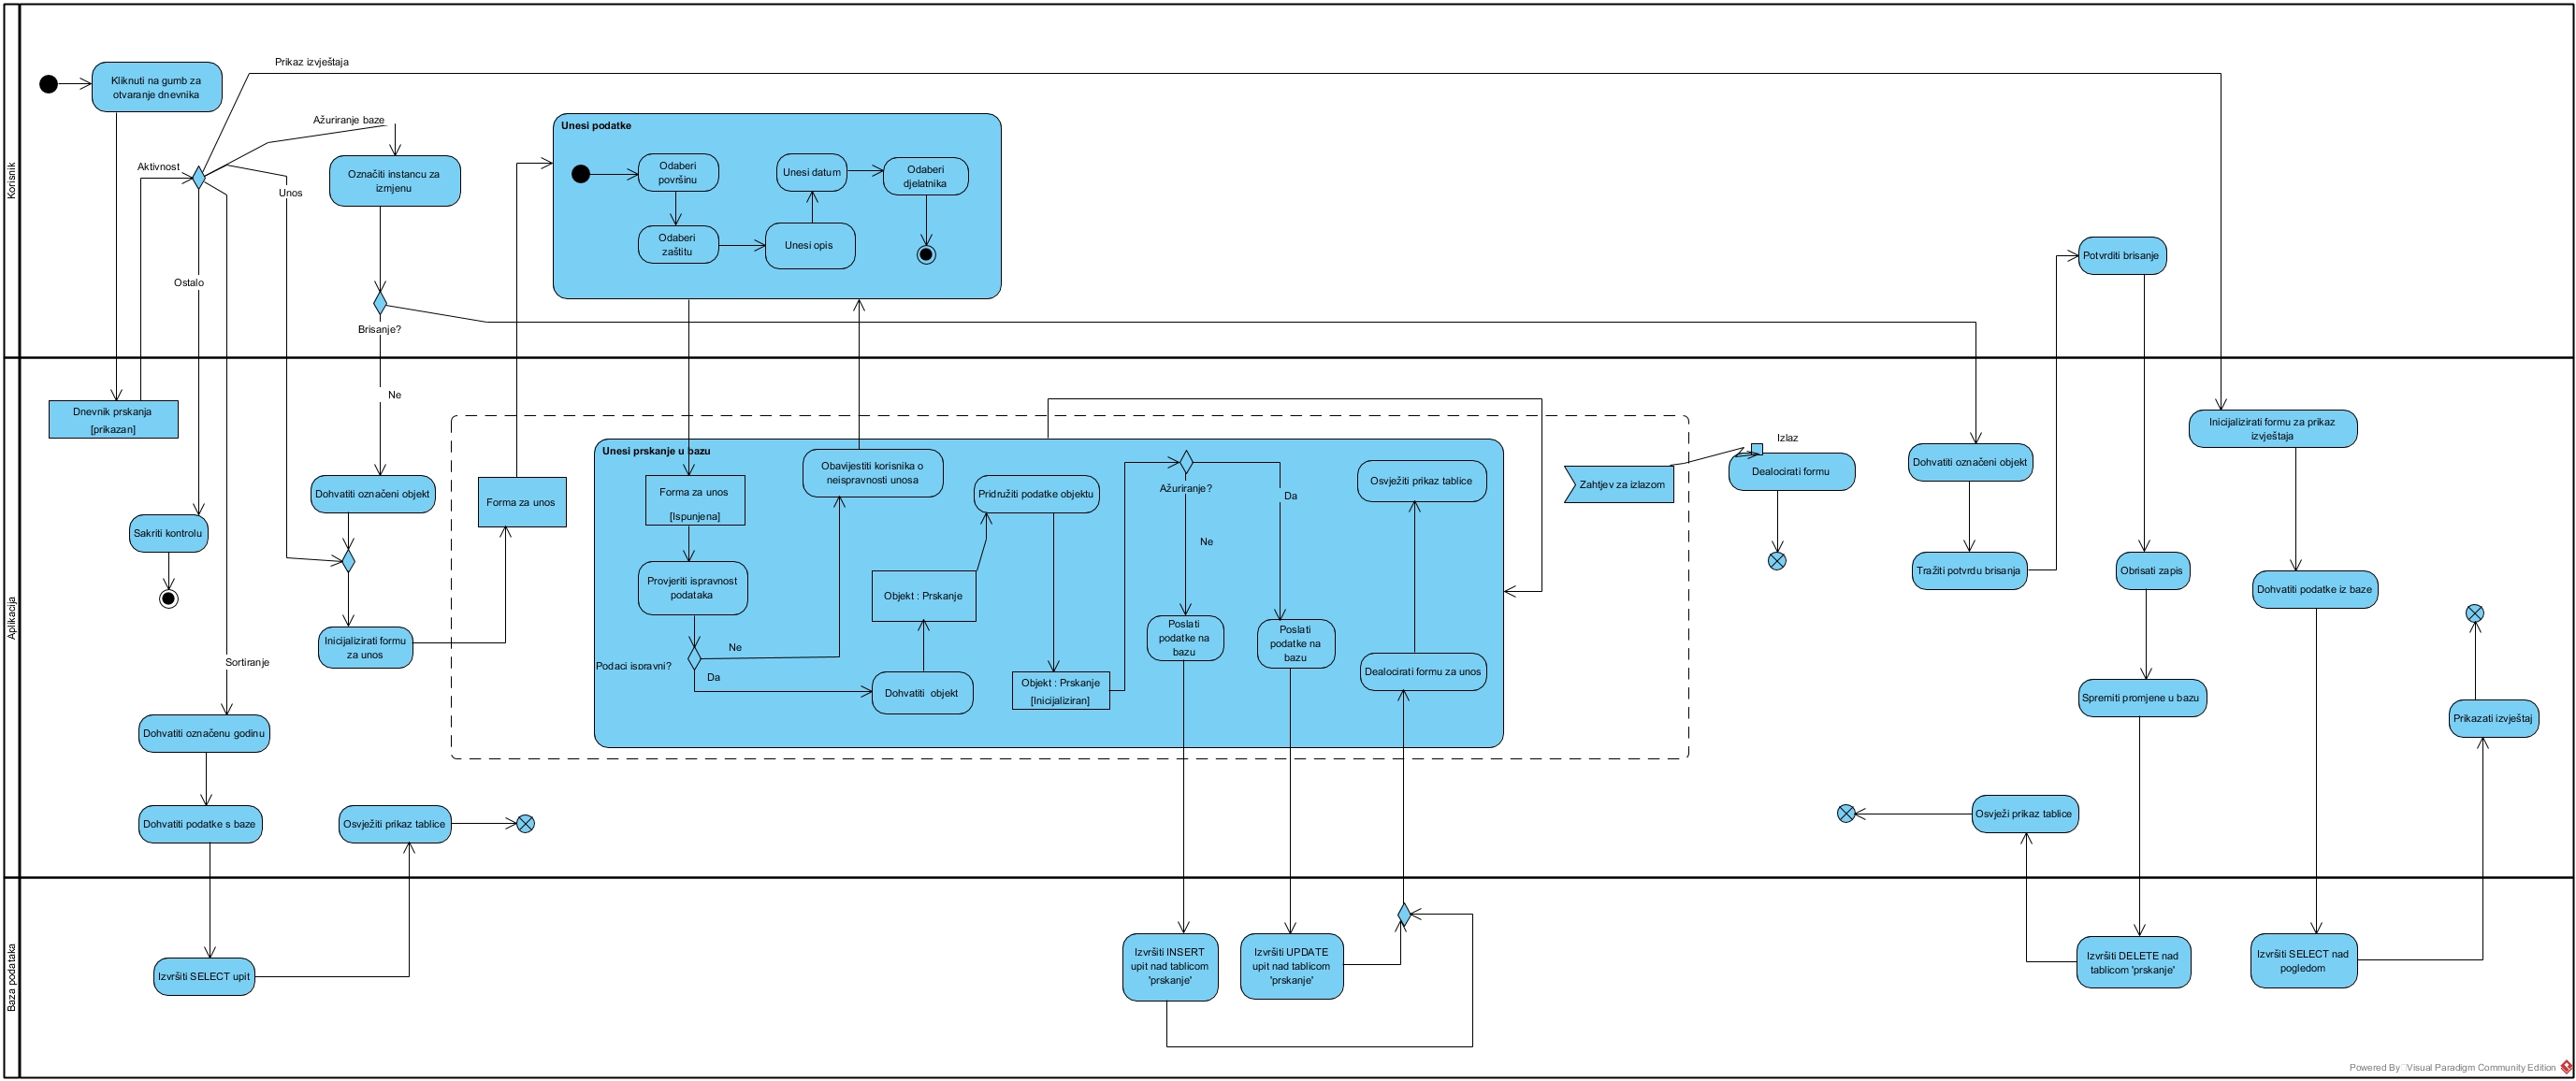 Korisnik
Prikaz izvještaja
Kliknuti na gumb za
otvaranje dnevnika
Ažuriranje baze
Aktivnost
Označiti instancu za
izmjenu
Unos
Ostalo
Brisanje?
Unesi podatke
Odaberi
površinu
Unesi datum
Odaberi
djelatnika
Odaberi
zaštitu
Unesi opis
Potvrditi brisanje
Aplikacija
Ne
Dnevnik prskanja
[prikazan]
Dohvatiti označeni objekt
Sakriti kontrolu
Inicijalizirati formu
za unos
Sortiranje
Dohvatiti označenu godinu
Dohvatiti podatke s baze
Osvježiti prikaz tablice
Forma za unos
Unesi prskanje u bazu
Forma za unos
[Ispunjena]
Obavijestiti korisnika o
neispravnosti unosa
Pridružiti podatke objektu
Ažuriranje?
Da
Osvježiti prikaz tablice
Ne
Provjeriti ispravnost
podataka
Objekt : Prskanje
Ne
Podaci ispravni?
Da
Dohvatiti objekt
Objekt : Prskanje
[Inicijaliziran]
Poslati
podatke na
bazu
Poslati
podatke na
bazu
Dealocirati formu za unos
Zahtjev za izlazom
Izlaz
Dealocirati formu
Dohvatiti označeni objekt
Tražiti potvrdu brisanja
Inicijalizirati formu za prikaz
izvještaja
Obrisati zapis
Dohvatiti podatke iz baze
Spremiti promjene u bazu
Prikazati izvještaj
Osvježi prikaz tablice
Baza podataka
Izvršiti SELECT upit
Izvršiti INSERT
upit nad tablicom
'prskanje'
Izvršiti UPDATE
upit nad tablicom
'prskanje'
Izvršiti DELETE nad
tablicom 'prskanje'
Izvršiti SELECT nad
pogledom
Powered By Visual Paradigm Community Edition